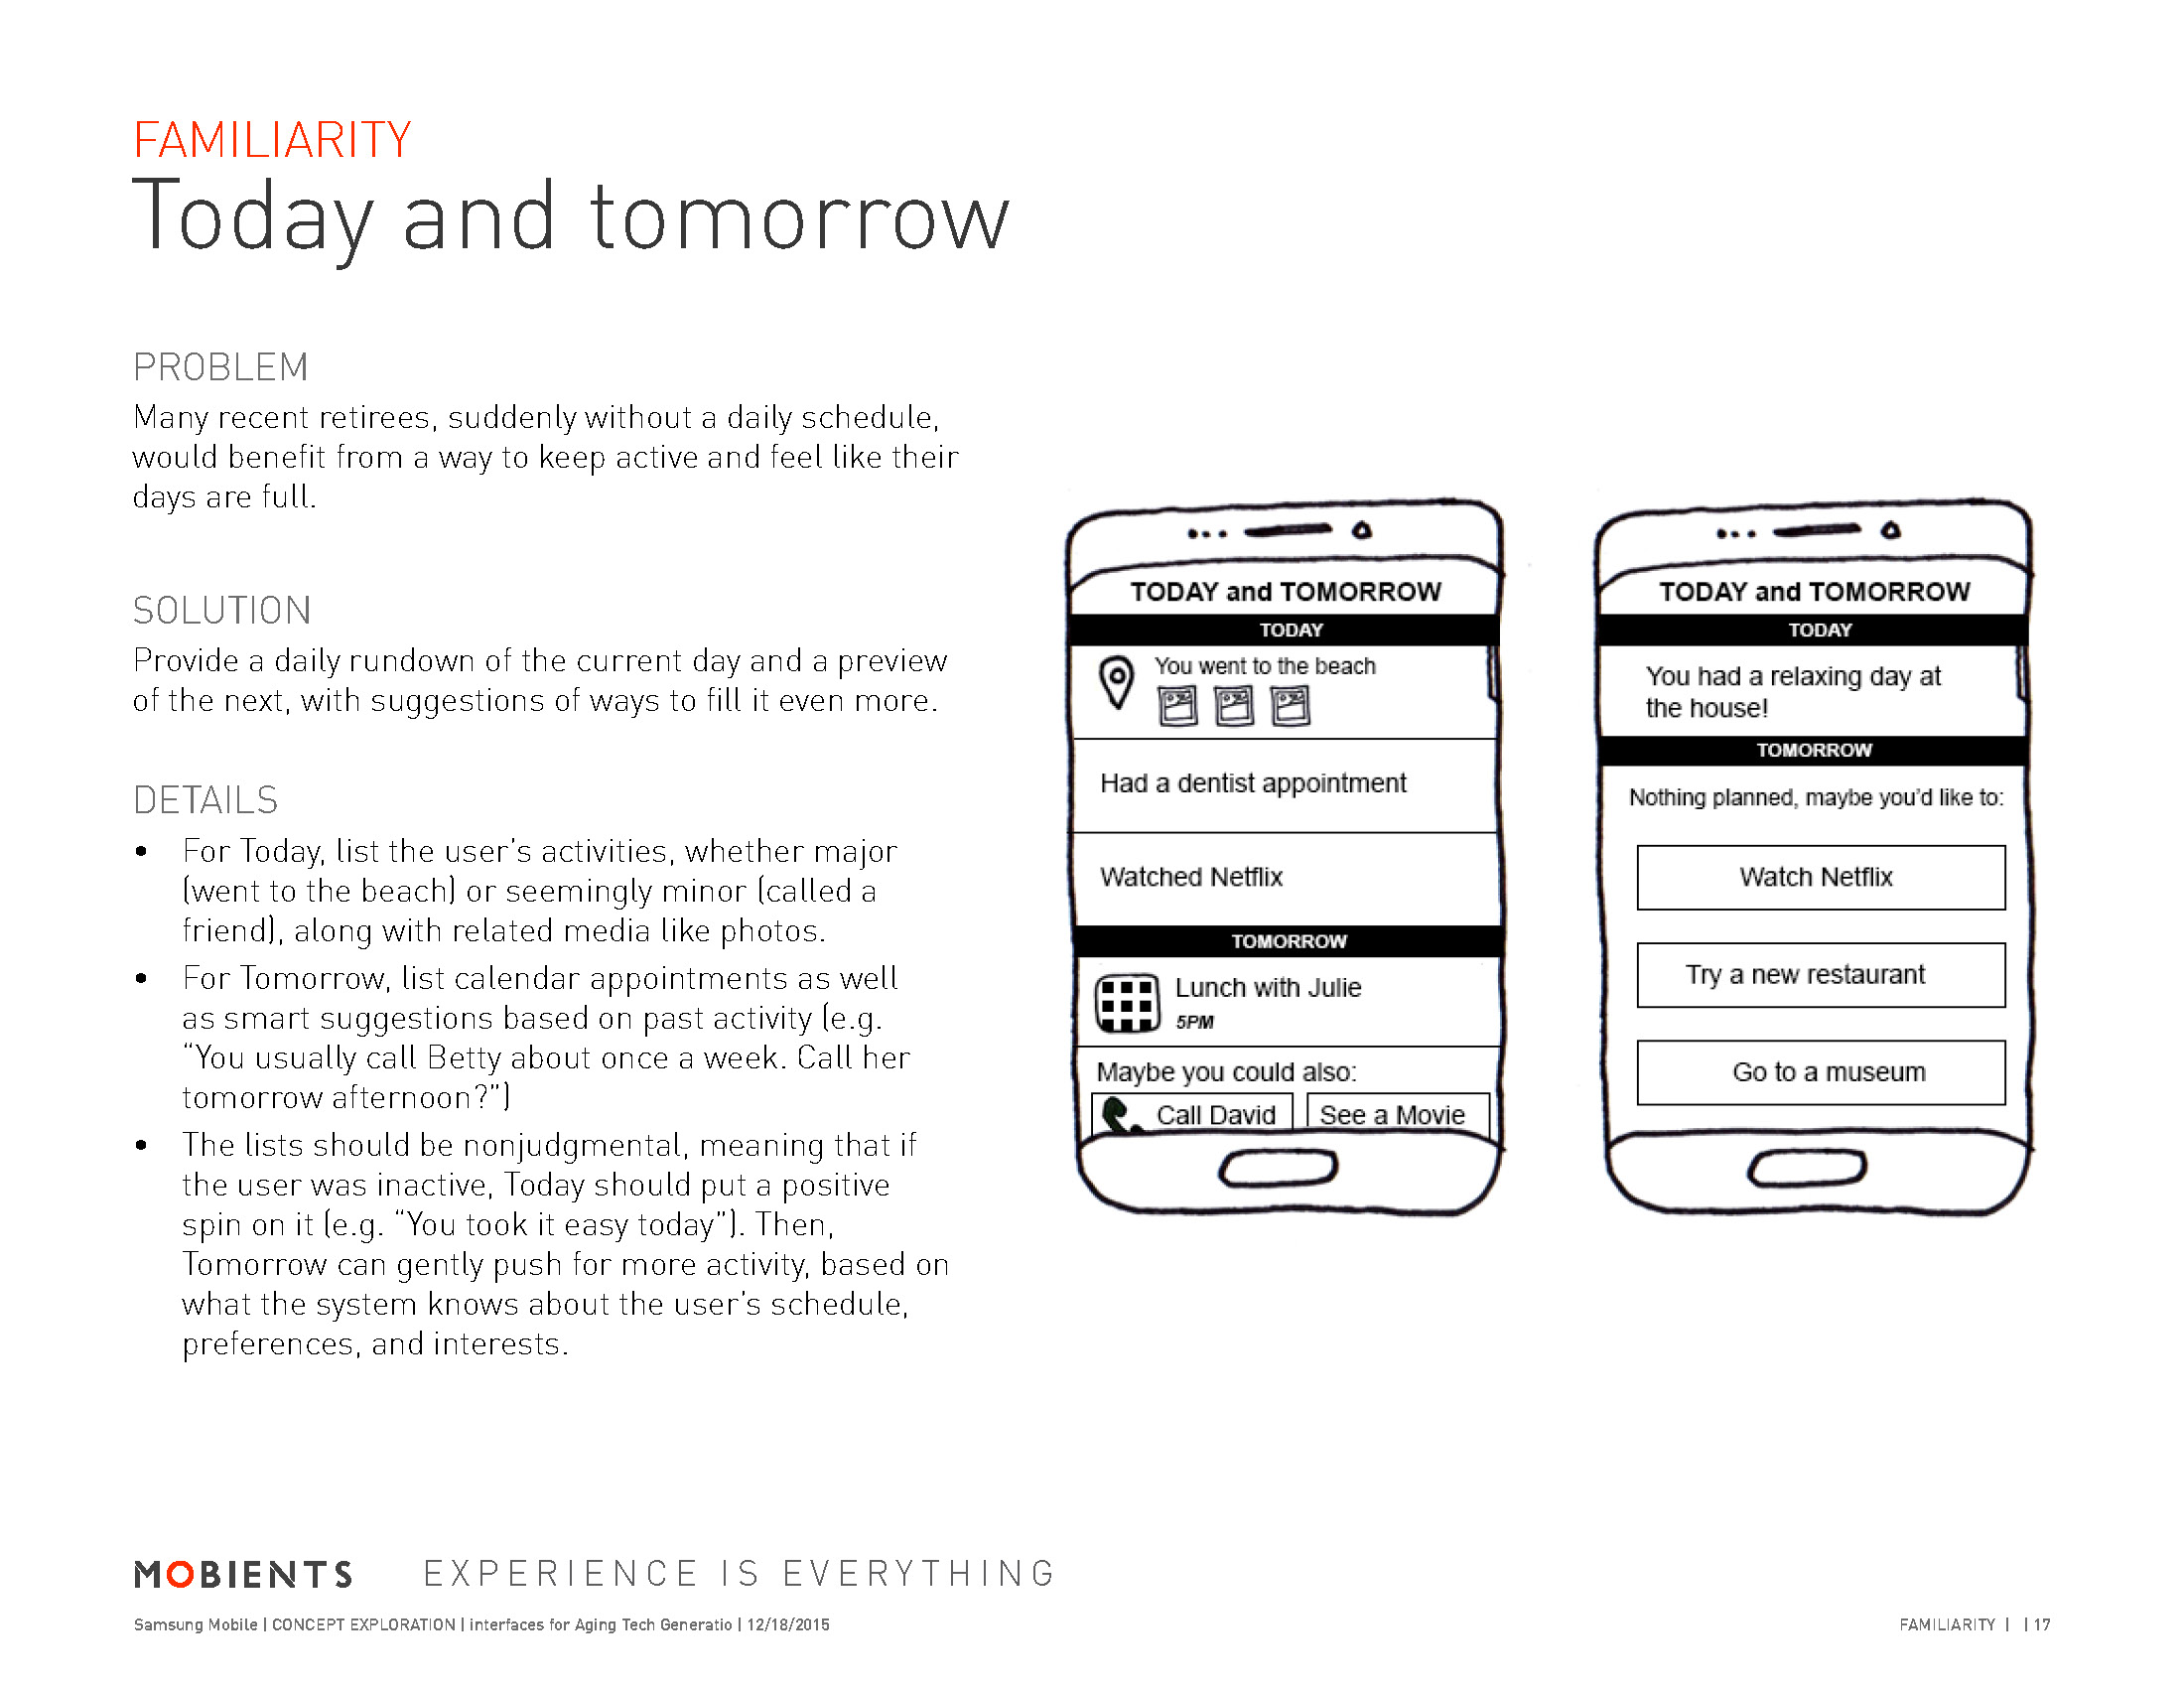 FAMILIARITY
Today and tomorrow
PROBLEM
Many recent retirees, suddenly without a daily schedule,
would benefit from a way to keep active and feel like their
days are full.
SOLUTION
Provide a daily rundown of the current day and a preview
of the next, with suggestions of ways to fill it even more.
DETAILS
• For Today, list the user's activities, whether major
(went to the beach) or seemingly minor (called a
friend), along with related media like photos.
• For Tomorrow, list calendar appointments as well
as smart suggestions based on past activity (e.g.
“You usually call Betty about once a week. Call her
tomorrow afternoon?”)
• The lists should be nonjudgmental, meaning that if
the user was inactive, Today should put a positive
spin on it (e.g. “You took it easy today”). Then,
Tomorrow can gently push for more activity, based on
what the system knows about the user's schedule,
preferences, and interests.
TODAY and TOMORROW
TODAY
You went to the beach
Had a dentist appointment
Watched Netflix
TOMORROW
Lunch with Julie
5PM
Maybe you could also:
Call David
See a Movie
TODAY and TOMORROW
TODAY
You had a relaxing day at
the house!
TOMORROW
Nothing planned, maybe you'd like to:
Watch Netflix
Try a new restaurant
Go to a museum
MOBIENTS EXPERIENCE IS EVERYTHING
Samsung Mobile | CONCEPT EXPLORATION | interfaces for Aging Tech Generatio | 12/18/2015
FAMILIARITY | | 17